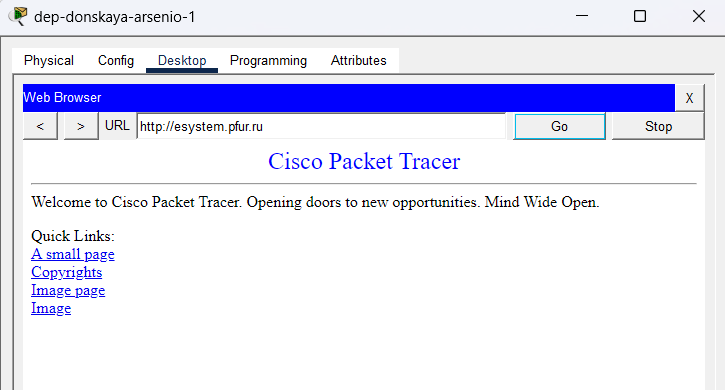 dep-donskaya-arsenio-1
Physical Config Desktop Programming Attributes
Web Browser X
< > URL http://esystem.pfur.ru Go Stop
Cisco Packet Tracer
Welcome to Cisco Packet Tracer. Opening doors to new opportunities. Mind Wide Open.
Quick Links:
A small page
Copyrights
Image page
Image